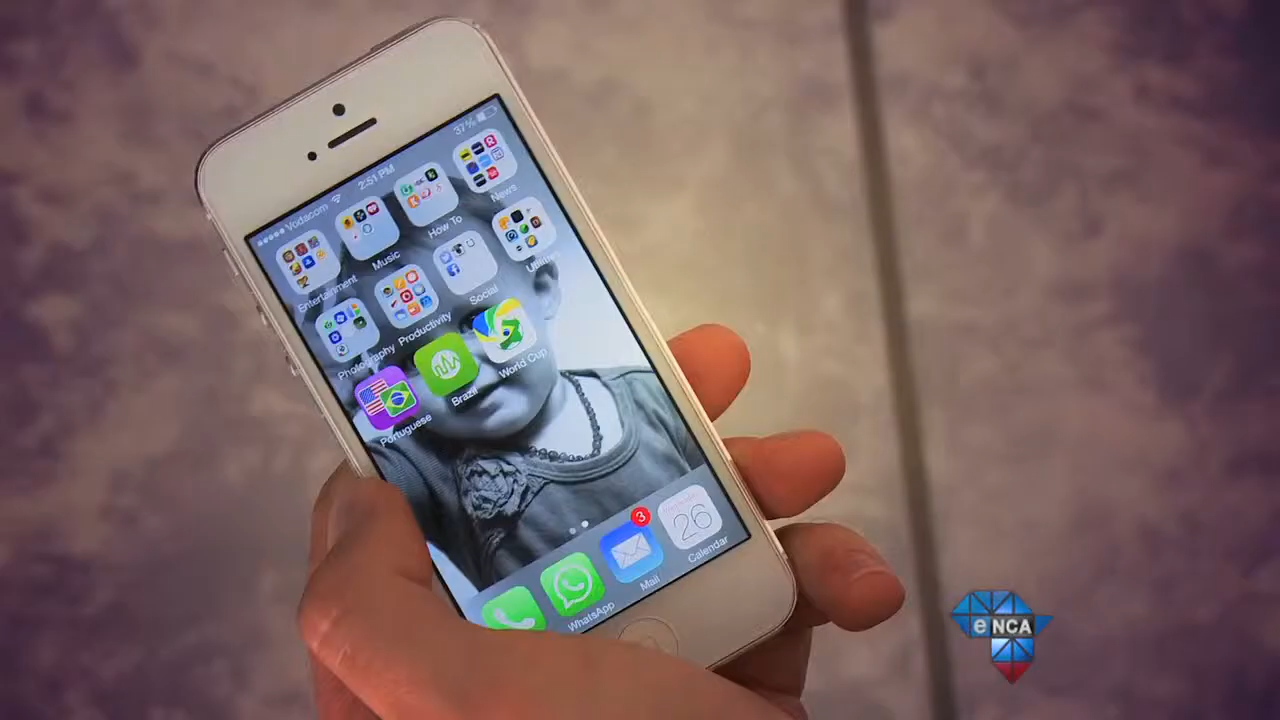 Vodacom
2:51 PM
37%
Entertainment
Music
How To
News
Photography
Productivity
Social
Portuguese
Brazil
World Cup
3
26
WhatsApp
Mail
Calendar
eNCA